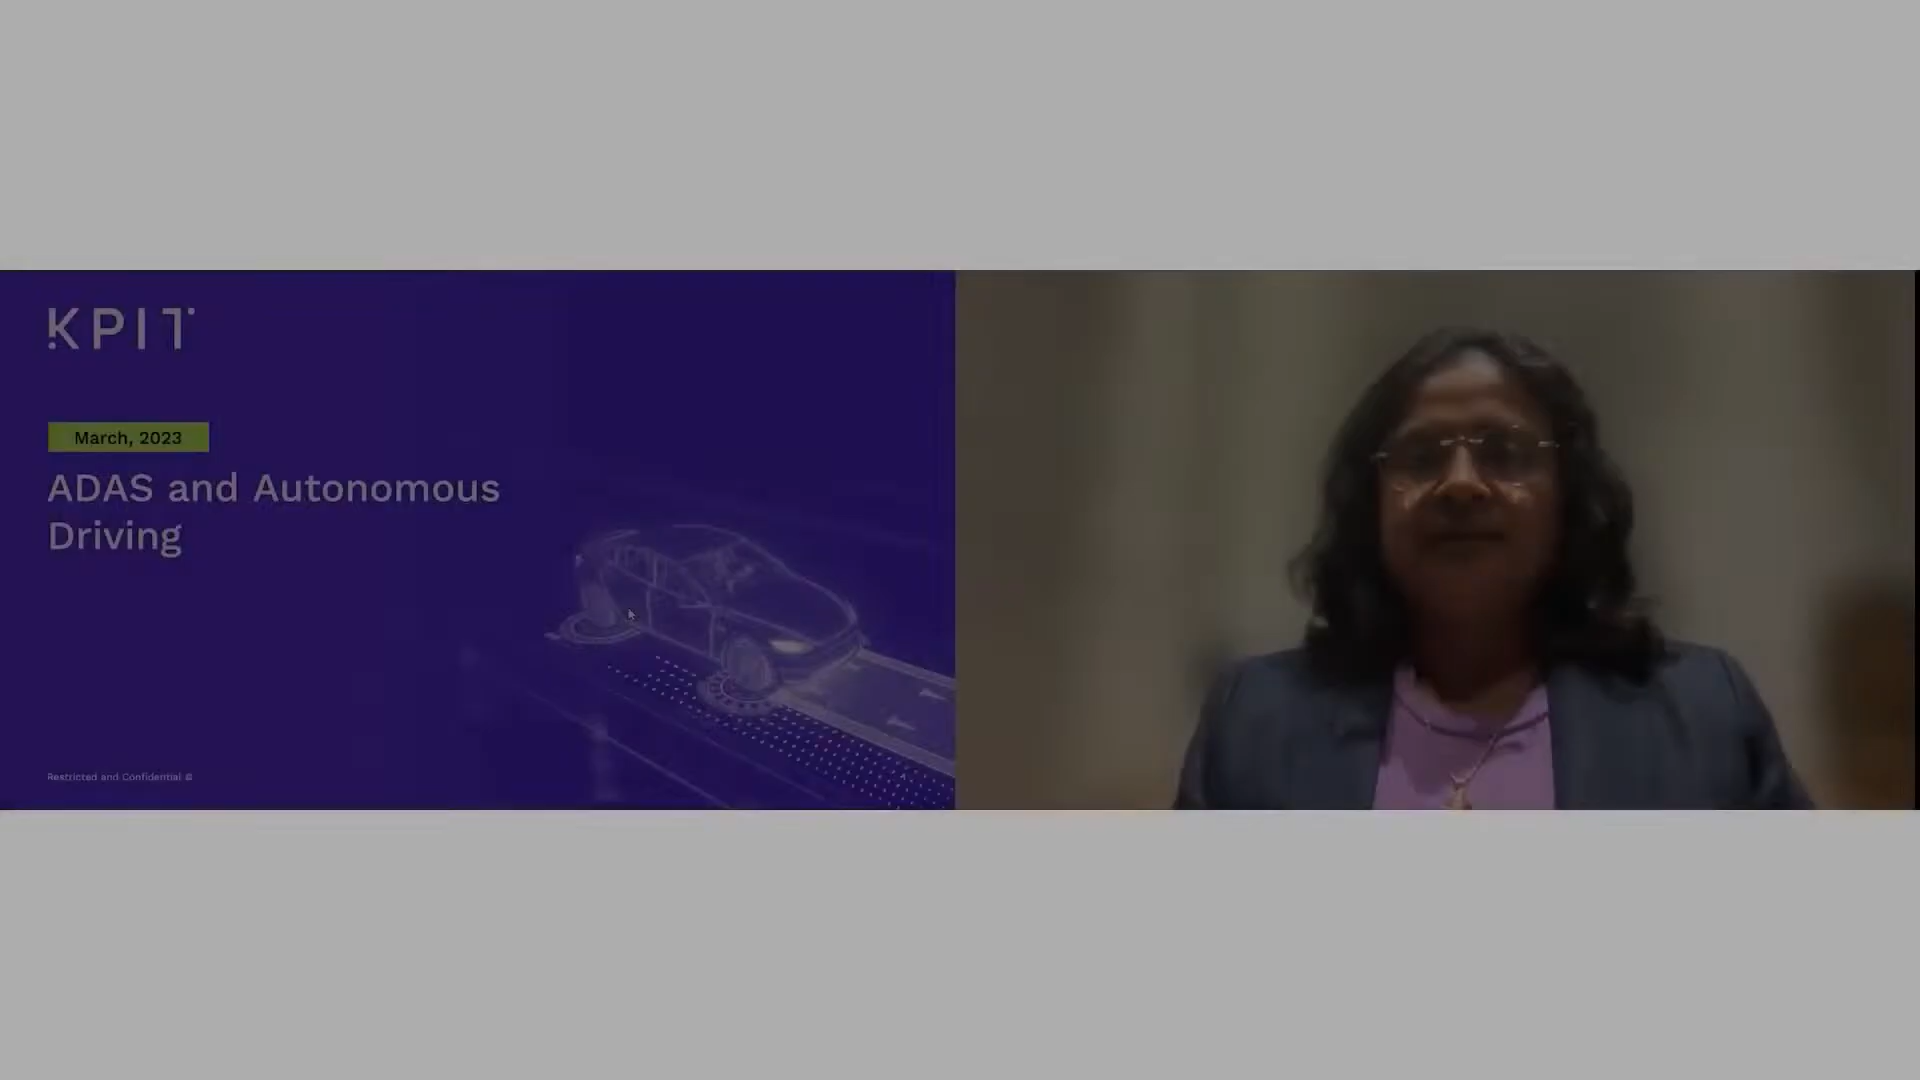 KPIT
March, 2023
ADAS and Autonomous
Driving
Restricted and Confidential ©